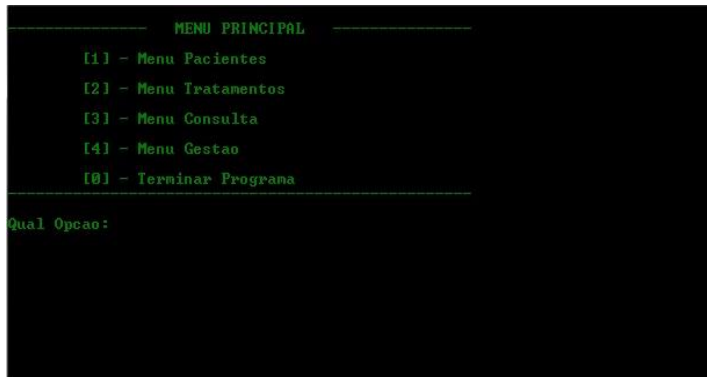 MENU PRINCIPAL
[1] - Menu Pacientes
[2] - Menu Tratamentos
[3] - Menu Consulta
[4] - Menu Gestao
[0] - Terminar Programa
Qual Opcao: